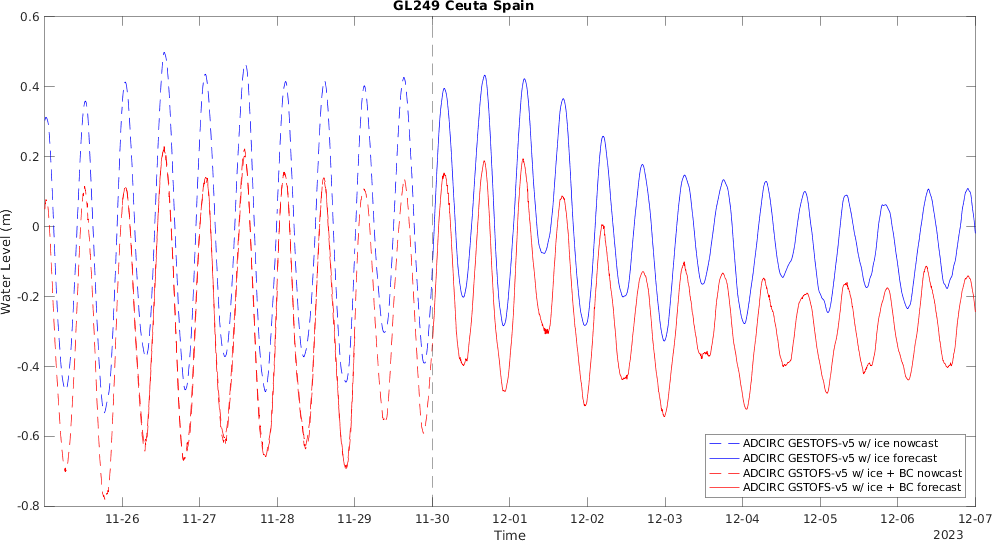 GL249 Ceuta Spain
0.6
0.4
0.2
0
-0.2
-0.4
-0.6
-0.8
Water Level (m)
11-26 11-27 11-28 11-29 11-30 12-01 12-02 12-03 12-04 12-05 12-06 12-07
Time
2023
ADCIRC GESTOFS-v5 w/ ice nowcast
ADCIRC GESTOFS-v5 w/ ice forecast
ADCIRC GSTOFS-v5 w/ ice + BC nowcast
ADCIRC GSTOFS-v5 w/ ice + BC forecast